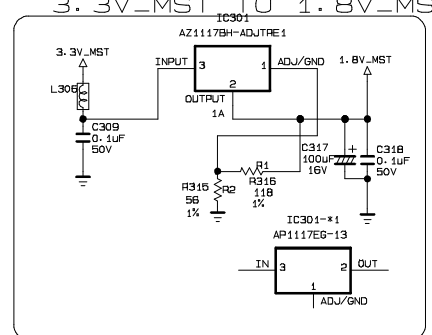 3.3V_MST TO 1.8V_MS
IC301
AZ1117BH-ADJTRE1
3.3V_MST
INPUT
3
1
ADJ/GND
1.8V_MST
2
L306
OUTPUT
1A
C309
0.1uF
50V
C317
100uF
16V
+
C318
0.1uF
50V
R1
R315
56
1%
R2
R316
118
1%
IC301-*1
AP1117EG-13
IN
3
2
OUT
1
ADJ/GND